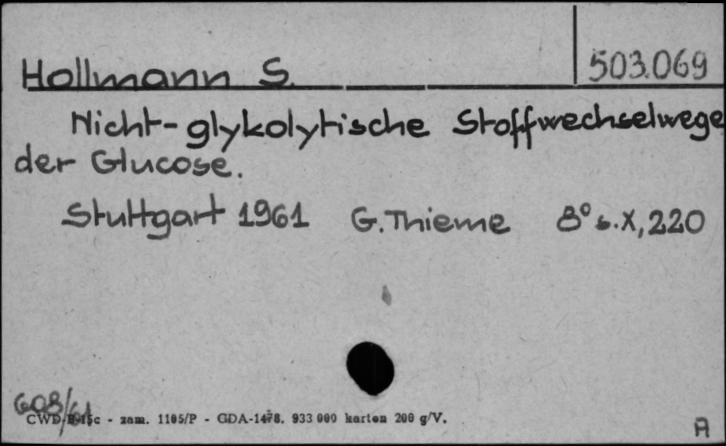 503.069
Hollmann S.
Nicht-glykolytische Stoffwechselwege
der Glucose.
Stuttgart 1961 G. Thieme 8° s. X, 220
608/61
zam. 1105/P - GDA-1478. 933 000 karten 200 g/V.
A